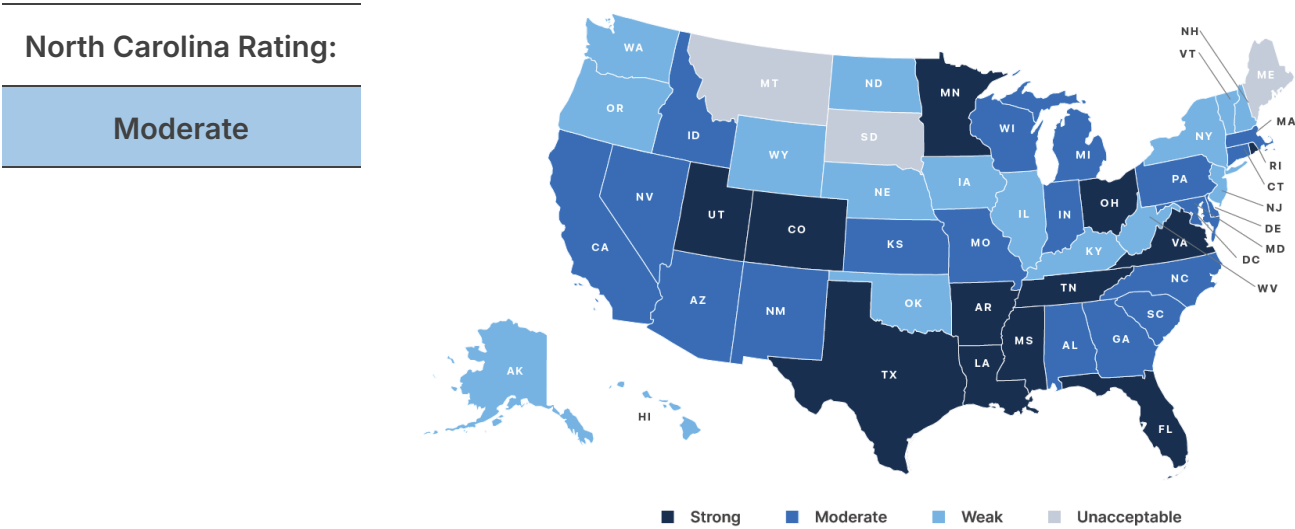 North Carolina Rating:
Moderate
NH
VT
WA
MT
ND
MN
ME
OR
ID
SD
WI
MI
NY
MA
WY
IA
NE
PA
RI
CT
NV
UT
CO
IL
IN
OH
NJ
DE
CA
KS
MO
KY
VA
MD
DC
WV
AZ
NM
OK
AR
TN
NC
SC
MS
AL
GA
LA
TX
AK
HI
FL
Strong Moderate Weak Unacceptable